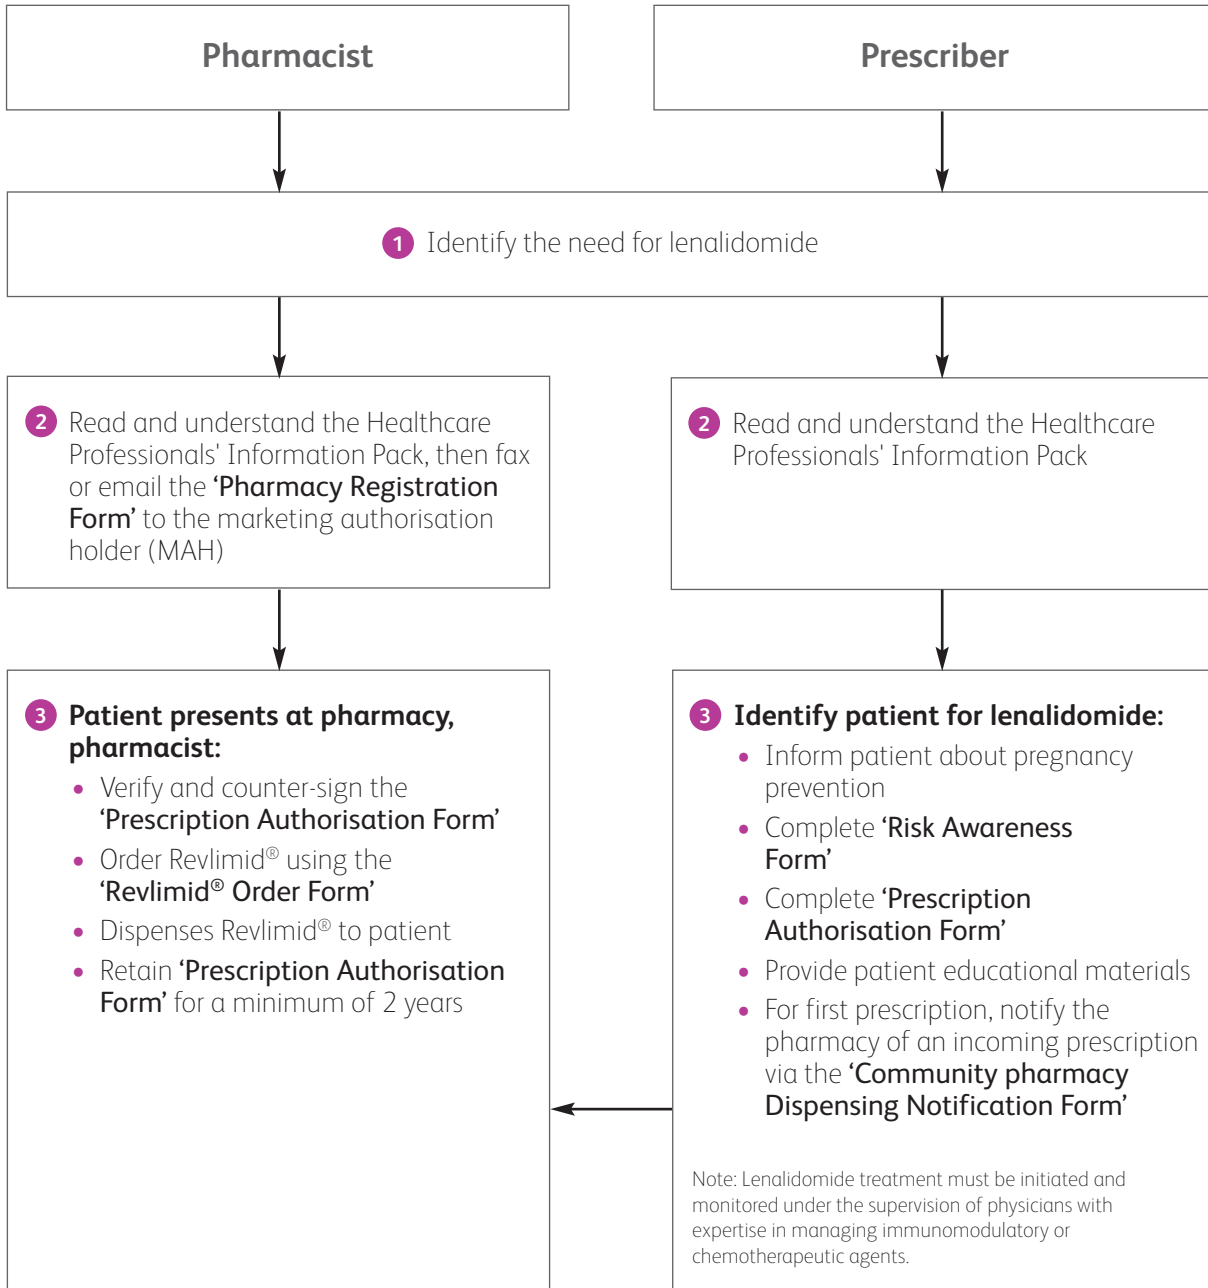 Pharmacist
Prescriber
1 Identify the need for lenalidomide
2 Read and understand the Healthcare
Professionals' Information Pack, then fax
or email the ‘Pharmacy Registration
Form’ to the marketing authorisation
holder (MAH)
2 Read and understand the Healthcare
Professionals' Information Pack
3 Patient presents at pharmacy,
pharmacist:
• Verify and counter-sign the
‘Prescription Authorisation Form’
• Order Revlimid® using the
‘Revlimid® Order Form’
• Dispenses Revlimid® to patient
• Retain ‘Prescription Authorisation
Form’ for a minimum of 2 years
3 Identify patient for lenalidomide:
• Inform patient about pregnancy
prevention
• Complete ‘Risk Awareness
Form’
• Complete ‘Prescription
Authorisation Form’
• Provide patient educational materials
• For first prescription, notify the
pharmacy of an incoming prescription
via the ‘Community pharmacy
Dispensing Notification Form’
Note: Lenalidomide treatment must be initiated and
monitored under the supervision of physicians with
expertise in managing immunomodulatory or
chemotherapeutic agents.